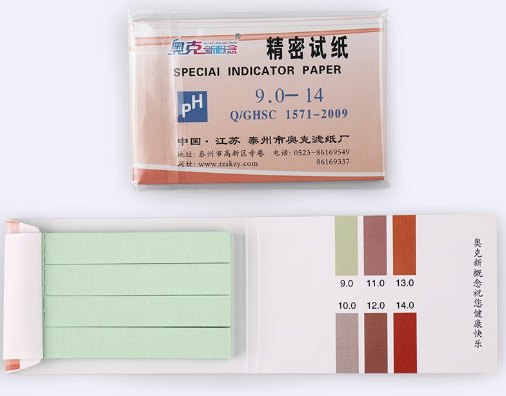 奥克新概念®
精密试纸
SPECIAI INDICATOR PAPER
pH
9.0—14
Q/GHSC 1571-2009
中国·江苏 泰州市奥克滤纸厂
地址:泰州市高新区寺巷 电话:0523-86169549
86169337
网址:www.tzakzy.com
9.0 11.0 13.0
10.0 12.0 14.0
奥克新概念祝您健康快乐